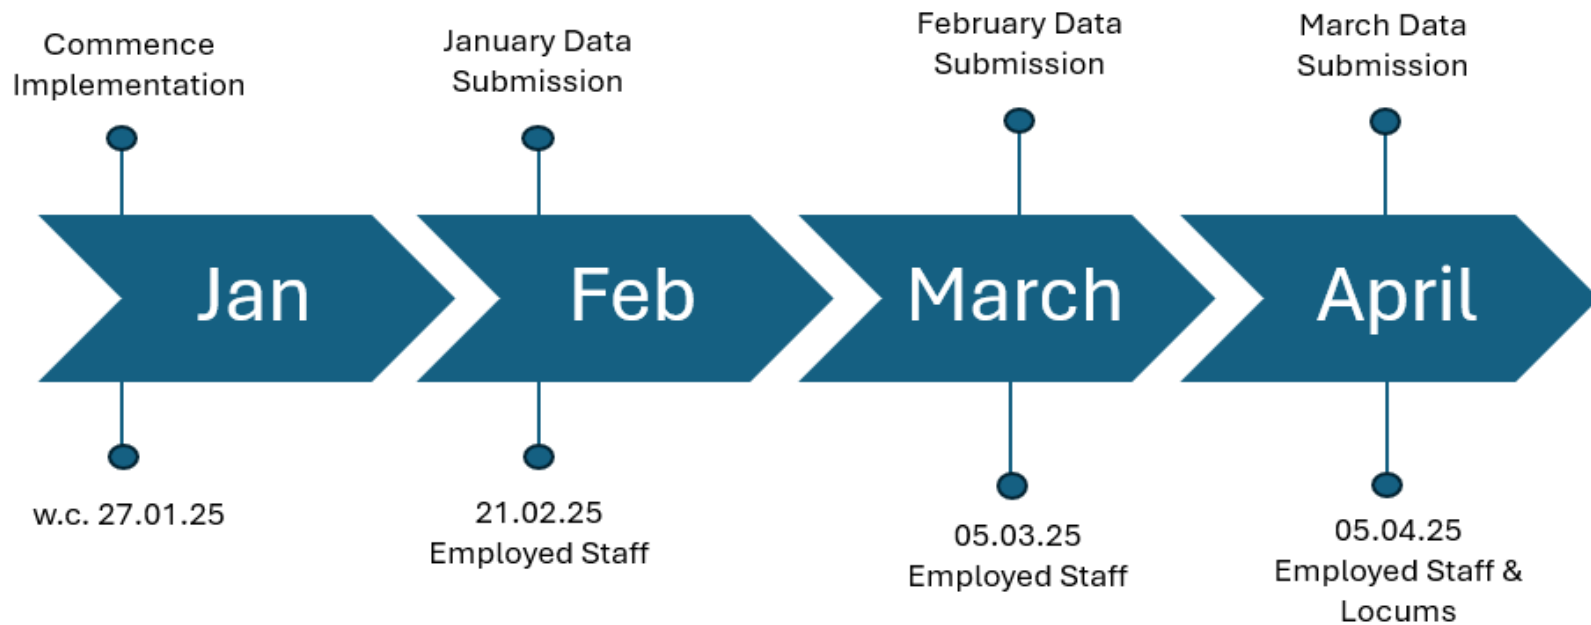 Commence
Implementation
January Data
Submission
February Data
Submission
March Data
Submission
Jan
Feb
March
April
w.c. 27.01.25
21.02.25
Employed Staff
05.03.25
Employed Staff
05.04.25
Employed Staff &
Locums